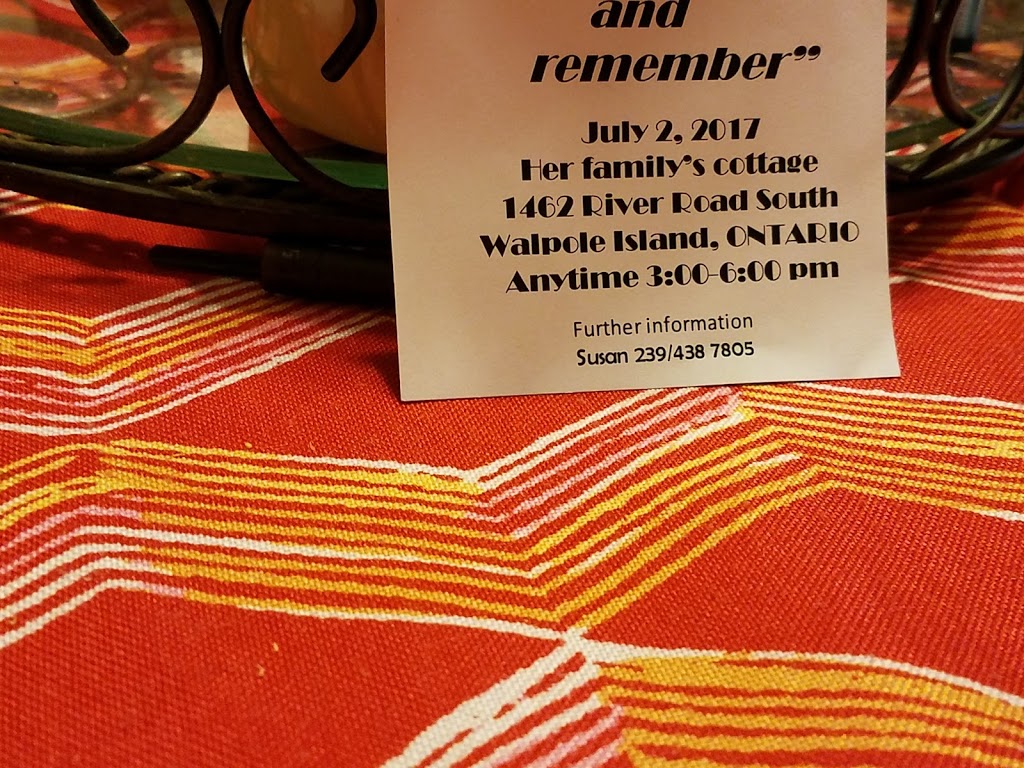 and
remember”
July 2, 2017
Her family’s cottage
1462 River Road South
Walpole Island, ONTARIO
Anytime 3:00-6:00 pm
Further information
Susan 239/438 7805